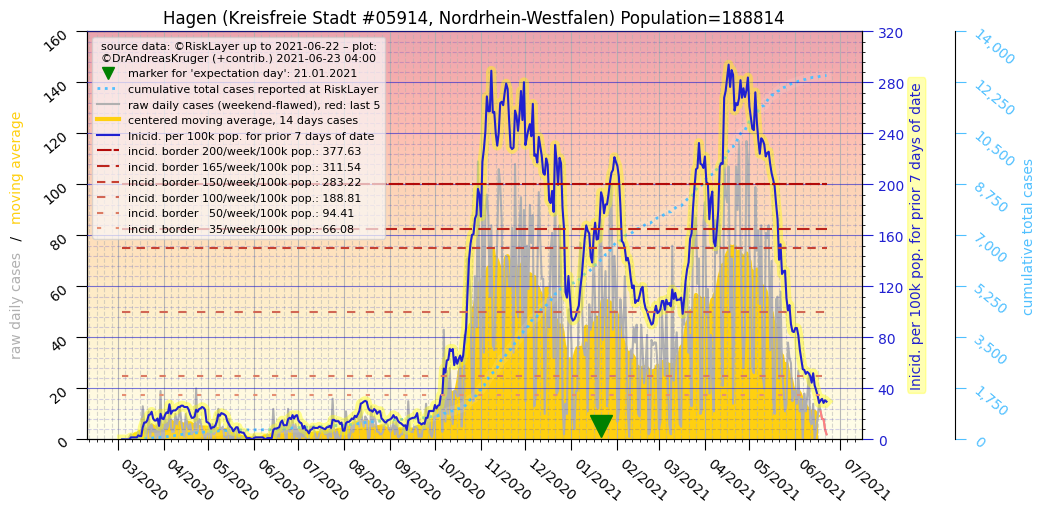 Hagen (Kreisfreie Stadt #05914, Nordrhein-Westfalen) Population=188814
source data: ©RiskLayer up to 2021-06-22 – plot:
©DrAndreasKruger (+contrib.) 2021-06-23 04:00
marker for 'expectation day': 21.01.2021
cumulative total cases reported at RiskLayer
raw daily cases (weekend-flawed), red: last 5
centered moving average, 14 days cases
Inicid. per 100k pop. for prior 7 days of date
incid. border 200/week/100k pop.: 377.63
incid. border 165/week/100k pop.: 311.54
incid. border 150/week/100k pop.: 283.22
incid. border 100/week/100k pop.: 188.81
incid. border 50/week/100k pop.: 94.41
incid. border 35/week/100k pop.: 66.08
raw daily cases / moving average
160
140
120
100
80
60
40
20
0
320
280
240
200
160
120
80
40
0
Inicid. per 100k pop. for prior 7 days of date
14,000
12,250
10,500
8,750
7,000
5,250
3,500
1,750
0
cumulative total cases
03/2020
04/2020
05/2020
06/2020
07/2020
08/2020
09/2020
10/2020
11/2020
12/2020
01/2021
02/2021
03/2021
04/2021
05/2021
06/2021
07/2021